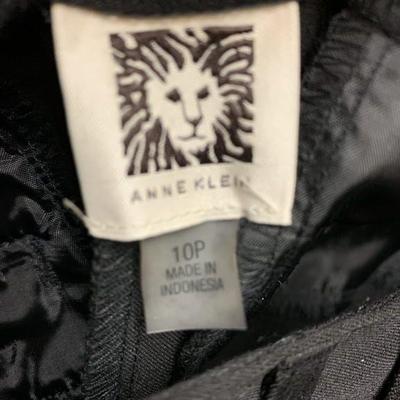 ANNE KLEIN
10P
MADE IN
INDONESIA